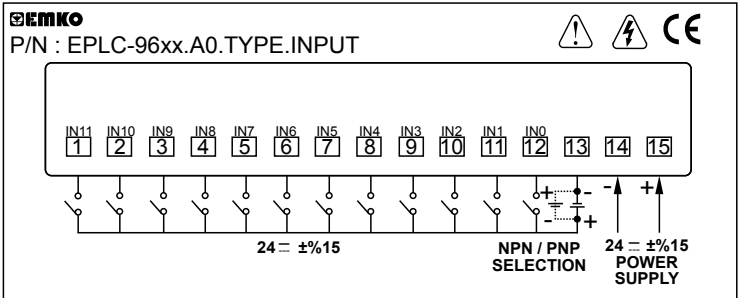 EMKO
P/N : EPLC-96xx.A0.TYPE.INPUT
CE
IN11 IN10 IN9 IN8 IN7 IN6 IN5 IN4 IN3 IN2 IN1 IN0
1 2 3 4 5 6 7 8 9 10 11 12 13 14 15
+ - - +
- +
24 ⎓ ±%15 NPN / PNP 24 ⎓ ±%15
SELECTION POWER
SUPPLY